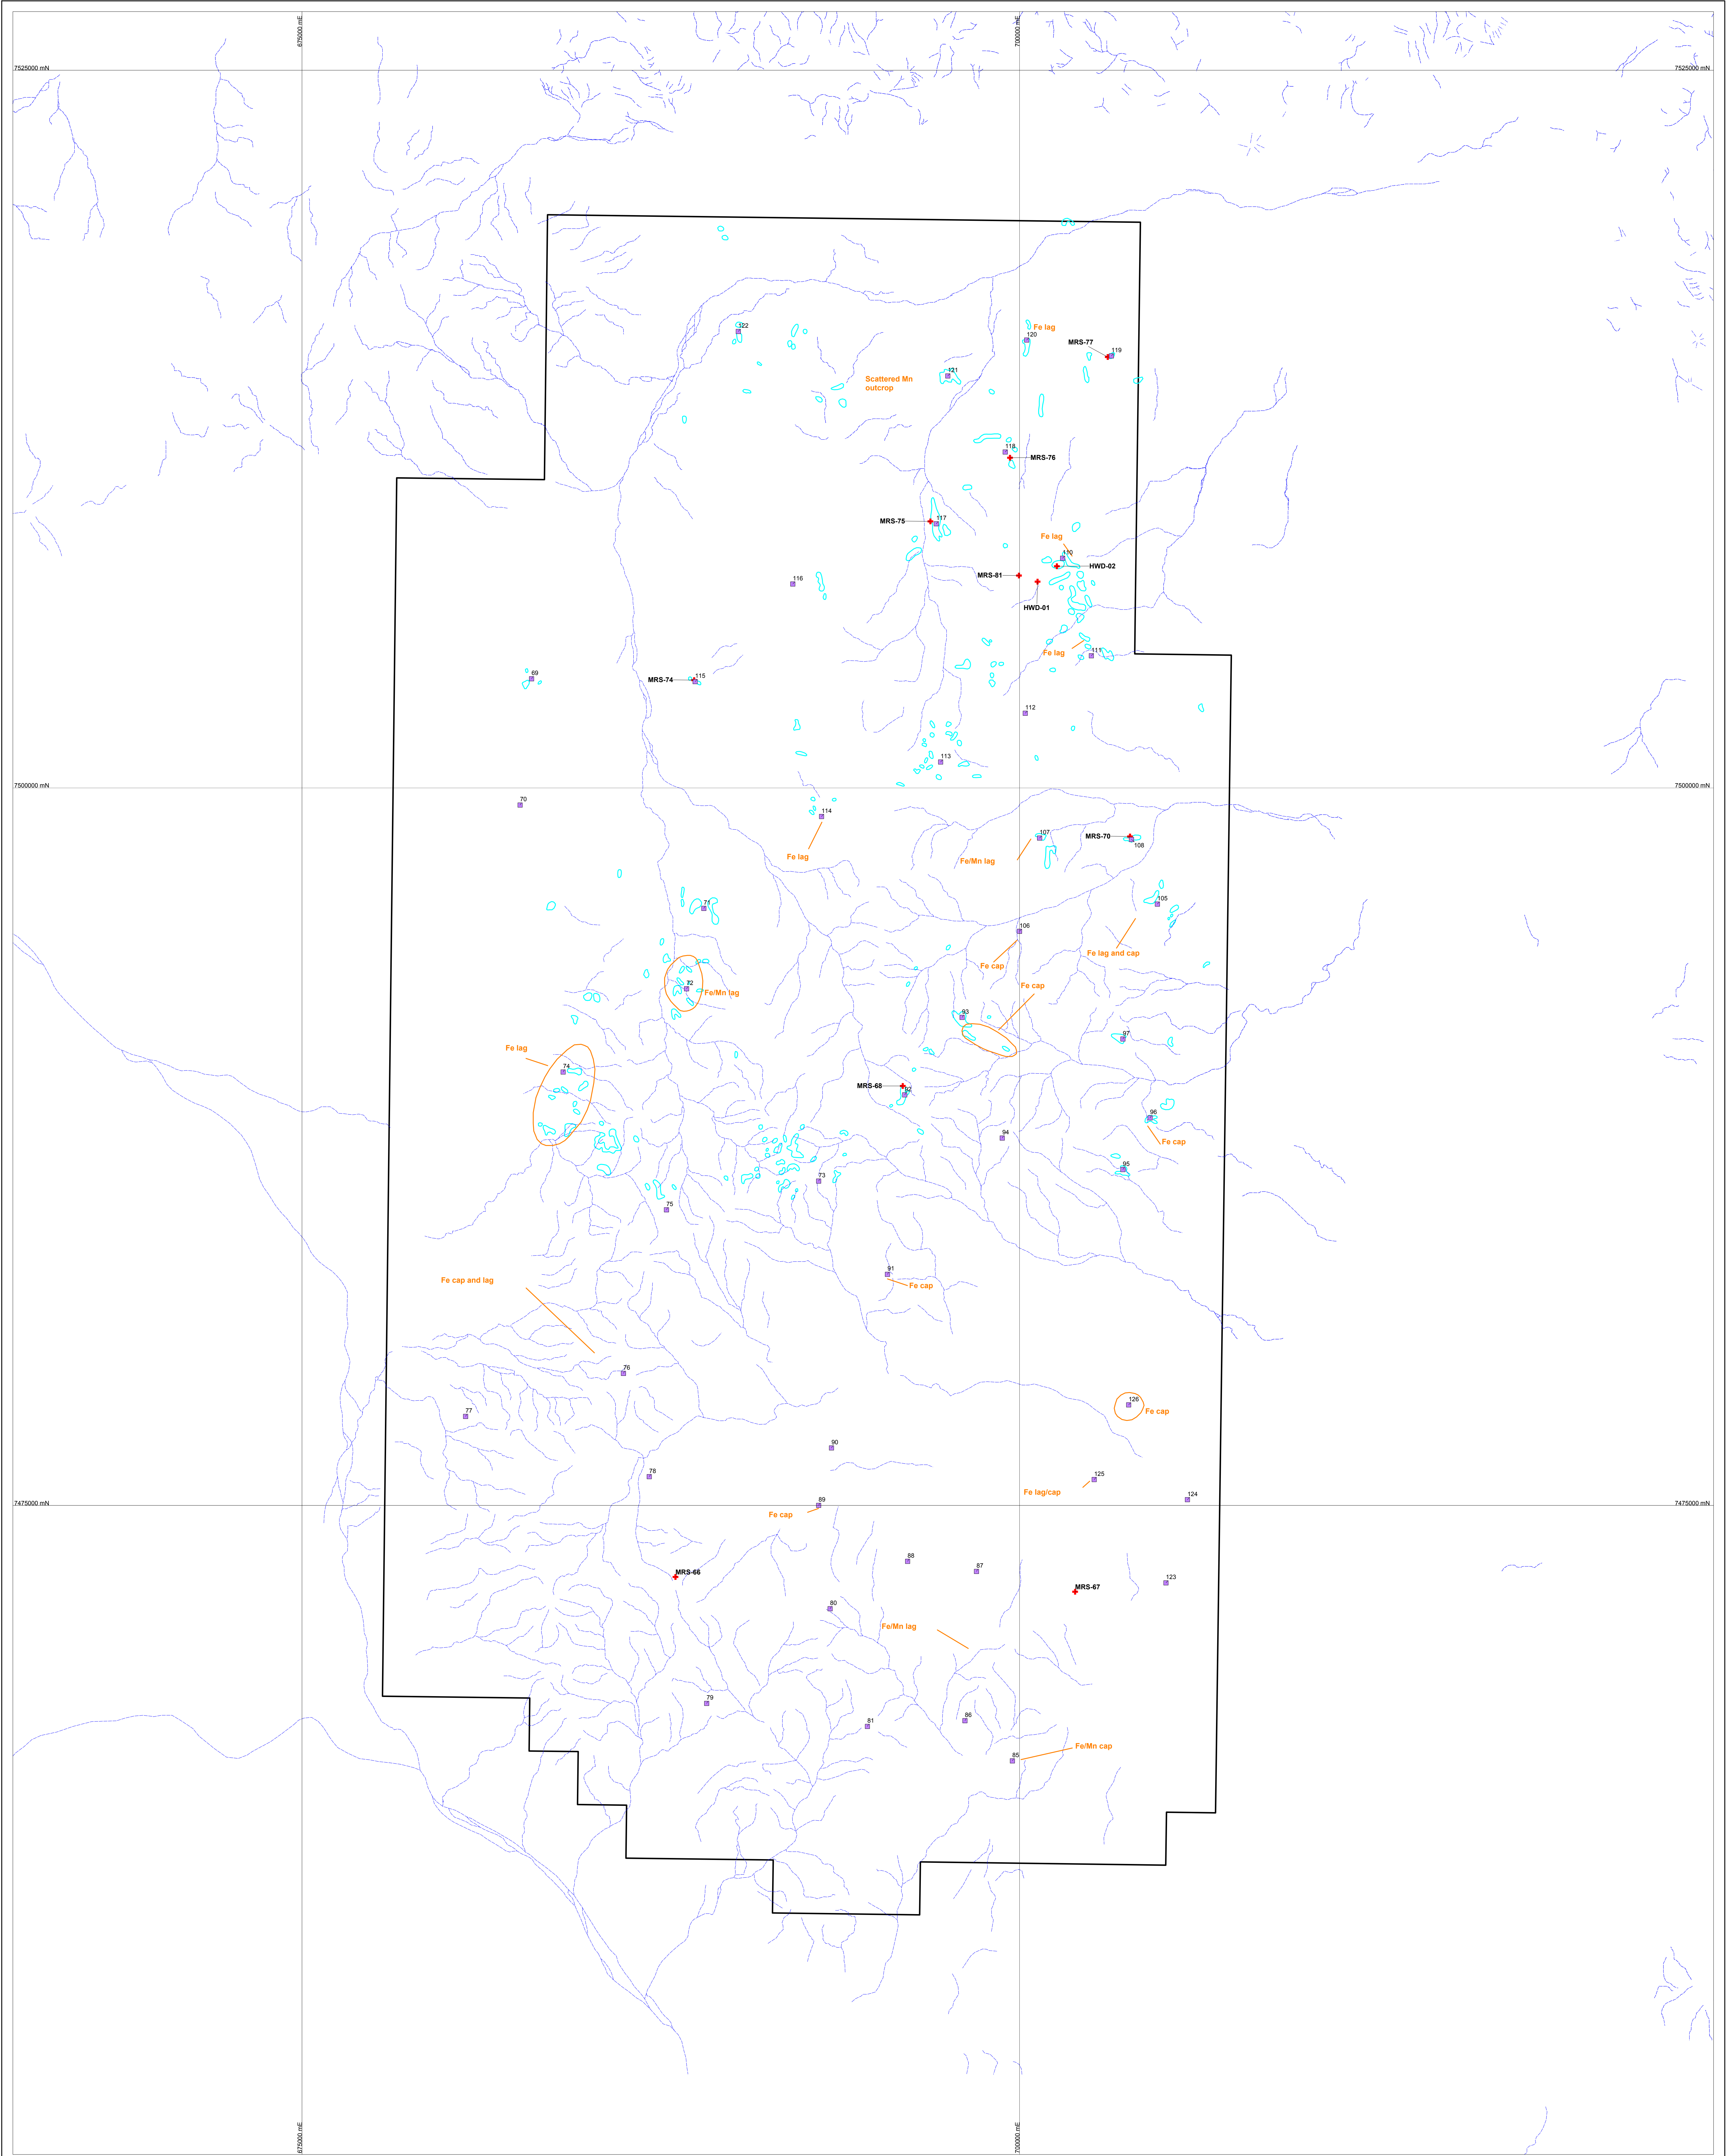 675000 mE
700000 mE
7525000 mN
7525000 mN
122
Fe lag
120
MRS-77
119
121
Scattered Mn
outcrop
118
MRS-76
MRS-75
117
Fe lag
110
HWD-02
MRS-81
116
HWD-01
Fe lag
111
69
MRS-74
115
112
113
7500000 mN
7500000 mN
70
114
107
MRS-70
108
Fe lag
Fe/Mn lag
71
105
106
Fe lag and cap
Fe cap
72
Fe/Mn lag
Fe cap
93
97
Fe lag
74
MRS-68
92
96
94
Fe cap
95
73
75
91
Fe cap and lag
Fe cap
76
126
Fe cap
77
90
78
125
Fe lag/cap
124
7475000 mN
89
7475000 mN
Fe cap
88
87
MRS-66
123
MRS-67
80
Fe/Mn lag
79
86
81
Fe/Mn cap
85
675000 mE
700000 mE